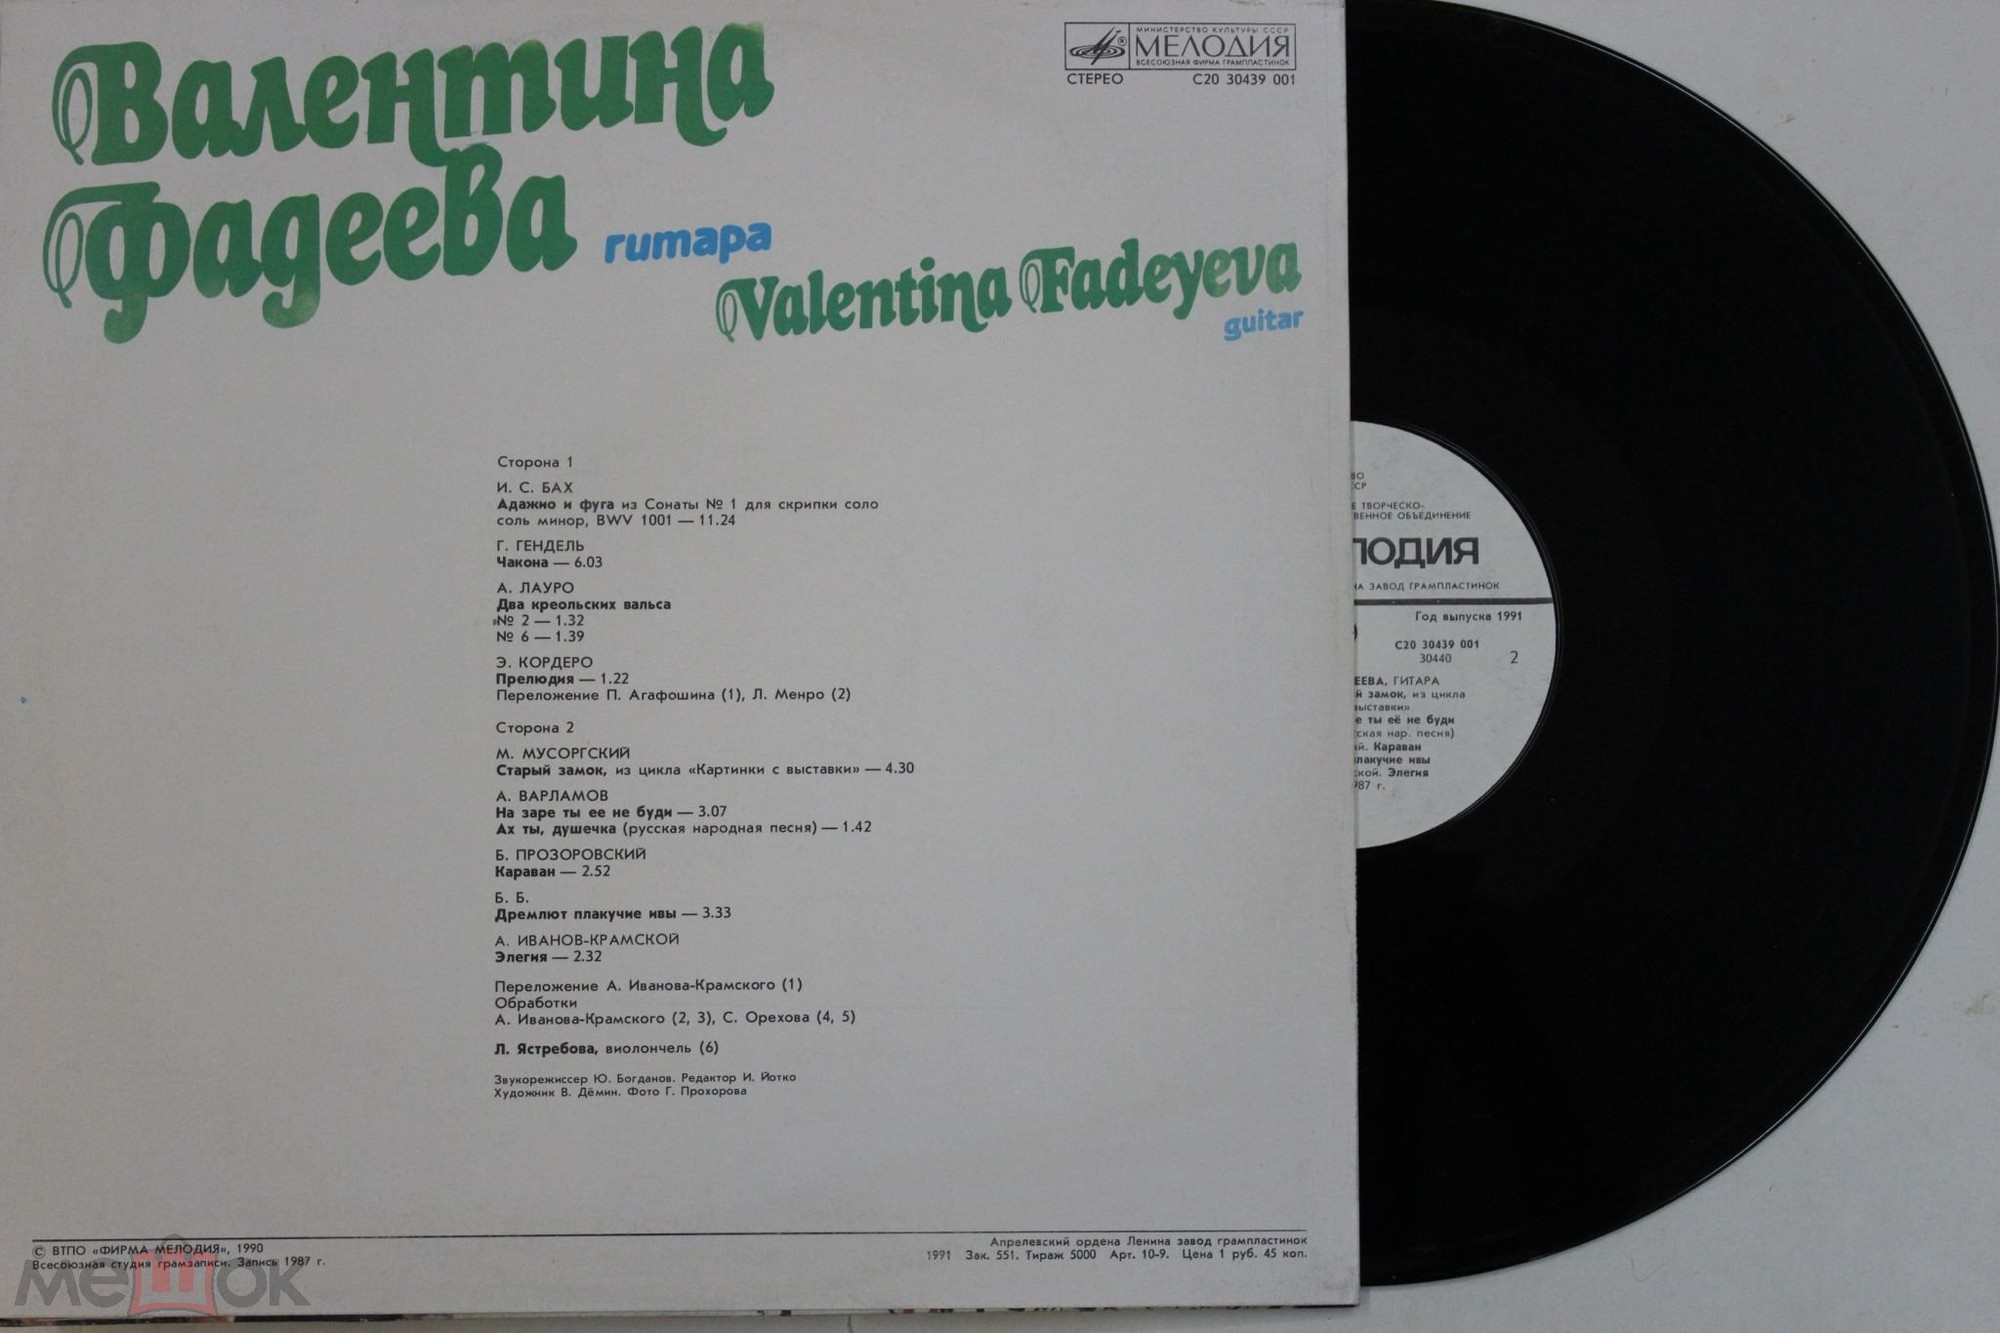 Валентина
Фадеева
гитара
Valentina Fadeyeva
guitar
МИНИСТЕРСТВО КУЛЬТУРЫ СССР
МЕЛОДИЯ
ВСЕСОЮЗНАЯ ФИРМА ГРАМПЛАСТИНОК
СТЕРЕО С20 30439 001
Сторона 1
И. С. БАХ
Адажио и фуга из Сонаты № 1 для скрипки соло
соль минор, BWV 1001 — 11.24
Г. ГЕНДЕЛЬ
Чакона — 6.03
А. ЛАУРО
Два креольских вальса
№ 2 — 1.32
№ 6 — 1.39
Э. КОРДЕРО
Прелюдия — 1.22
Переложение П. Агафошина (1), Л. Менро (2)
Сторона 2
М. МУСОРГСКИЙ
Старый замок, из цикла «Картинки с выставки» — 4.30
А. ВАРЛАМОВ
На заре ты ее не буди — 3.07
Ах ты, душечка (русская народная песня) — 1.42
Б. ПРОЗОРОВСКИЙ
Караван — 2.52
Б. Б.
Дремлют плакучие ивы — 3.33
А. ИВАНОВ-КРАМСКОЙ
Элегия — 2.32
Переложение А. Иванова-Крамского (1)
Обработки
А. Иванова-Крамского (2, 3), С. Орехова (4, 5)
Л. Ястребова, виолончель (6)
Звукорежиссер Ю. Богданов. Редактор И. Йотко
Художник В. Дёмин. Фото Г. Прохорова
© ВТПО «ФИРМА МЕЛОДИЯ», 1990
Всесоюзная студия грамзаписи. Запись 1987 г.
Апрелевский ордена Ленина завод грампластинок
1991 Зак. 551. Тираж 5000 Арт. 10-9. Цена 1 руб. 45 коп.
мешок
ВО
СР
Е ТВОРЧЕСКО-
ВЕННОЕ ОБЪЕДИНЕНИЕ
ЛОДИЯ
НА ЗАВОД ГРАМПЛАСТИНОК
Год выпуска 1991
С20 30439 001
30440 2
ЕЕВА, ГИТАРА
й замок, из цикла
выставки»
е ты её не буди
ская нар. песня)
ий. Караван
плакучие ивы
ской. Элегия
987 г.